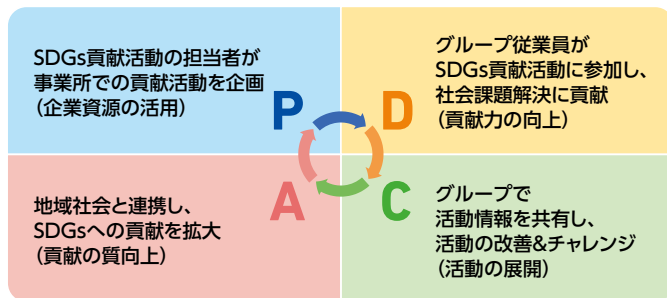 SDGs貢献活動の担当者が
事業所での貢献活動を企画
(企業資源の活用)
P
グループ従業員が
SDGs貢献活動に参加し、
社会課題解決に貢献
(貢献力の向上)
D
地域社会と連携し、
SDGsへの貢献を拡大
(貢献の質向上)
A
グループで
活動情報を共有し、
活動の改善&チャレンジ
(活動の展開)
C